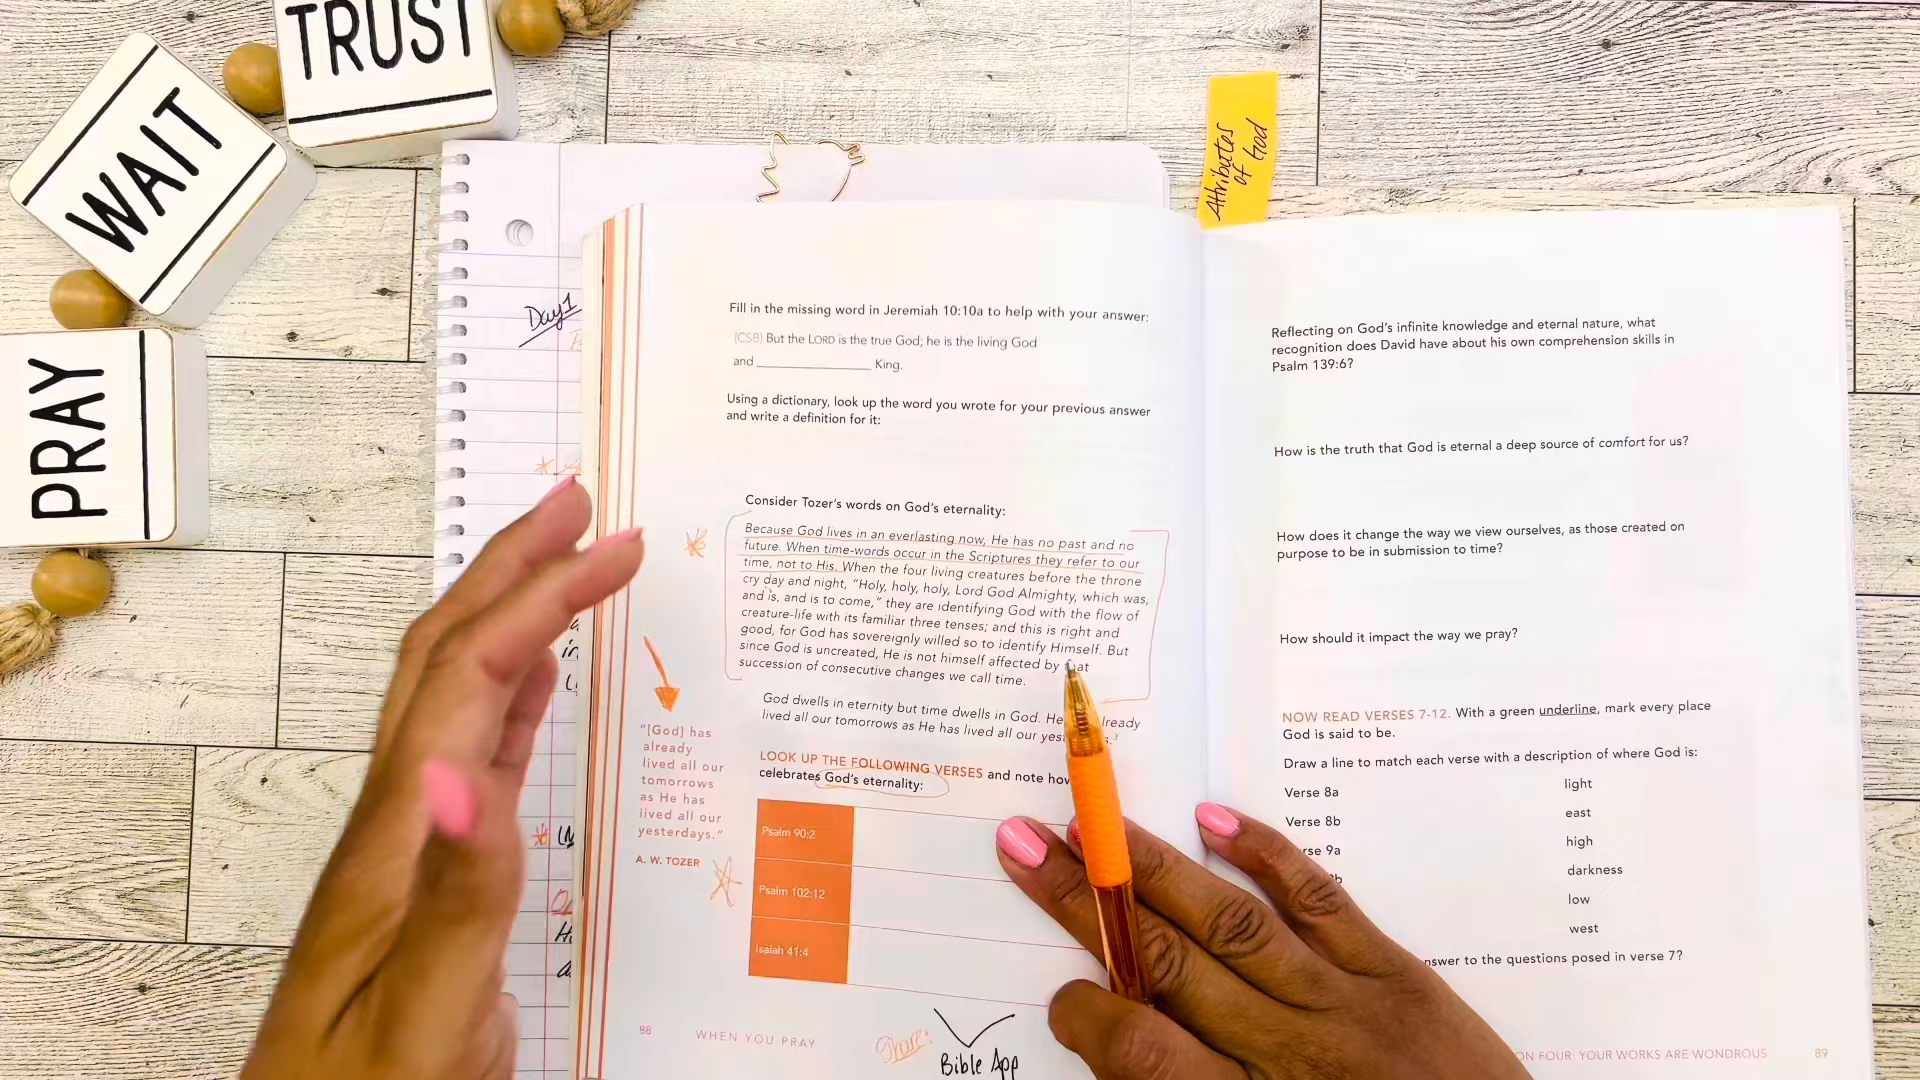 TRUST
WAIT
PRAY
Attributes
of God
Day 1
Fill in the missing word in Jeremiah 10:10a to help with your answer:
(CSB) But the LORD is the true God; he is the living God
and ________________ King.
Using a dictionary, look up the word you wrote for your previous answer
and write a definition for it:
Consider Tozer's words on God's eternality:
Because God lives in an everlasting now, He has no past and no
future. When time-words occur in the Scriptures they refer to our
time, not to His. When the four living creatures before the throne
cry day and night, "Holy, holy, holy, Lord God Almighty, which was,
and is, and is to come," they are identifying God with the flow of
creature-life with its familiar three tenses; and this is right and
good, for God has sovereignly willed so to identify Himself. But
since God is uncreated, He is not himself affected by that
succession of consecutive changes we call time.
God dwells in eternity but time dwells in God. He
lived all our tomorrows as He has lived all our
"[God] has
already
lived all our
tomorrows
as He has
lived all our
yesterdays."
A. W. TOZER
LOOK UP THE FOLLOWING VERSES and note how
celebrates God's eternality:
Psalm 90:2
Psalm 102:12
Isaiah 41:4
88
WHEN YOU PRAY
Share:
Bible App
Reflecting on God's infinite knowledge and eternal nature, what
recognition does David have about his own comprehension skills in
Psalm 139:6?
How is the truth that God is eternal a deep source of comfort for us?
How does it change the way we view ourselves, as those created on
purpose to be in submission to time?
How should it impact the way we pray?
NOW READ VERSES 7-12. With a green underline, mark every place
God is said to be.
Draw a line to match each verse with a description of where God is:
Verse 8a
light
Verse 8b
east
9a
high
darkness
low
west
to the questions posed in verse 7?
FOUR: YOUR WORKS ARE WONDROUS
89